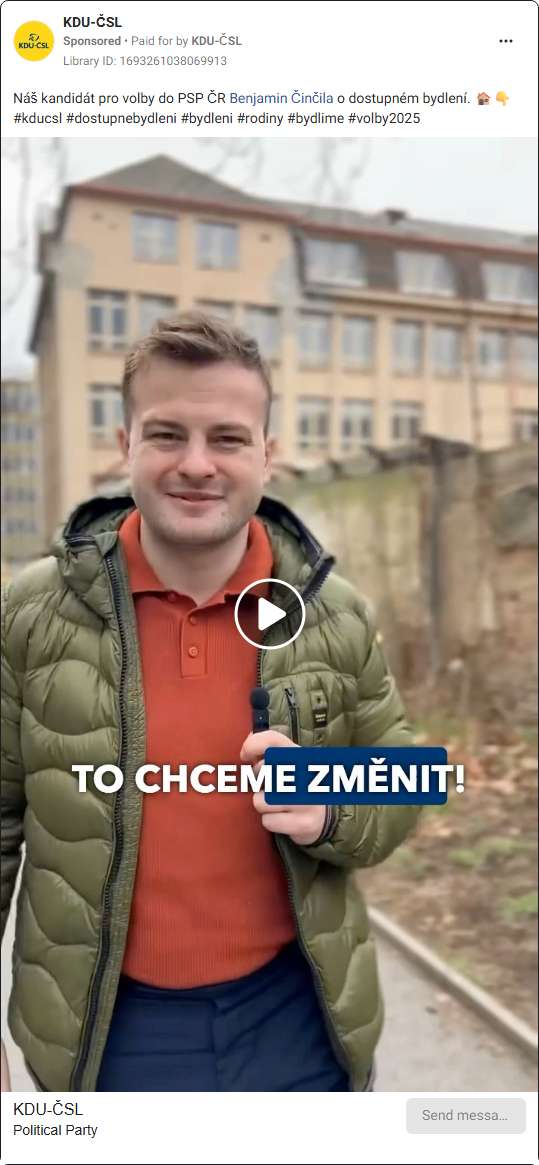 KDU-ČSL
Sponsored • Paid for by KDU-ČSL
Library ID: 1693261038069913
KDU-ČSL
Náš kandidát pro volby do PSP ČR Benjamin Činčila o dostupném bydlení. 🏠👇
#kducsl #dostupnebydleni #bydleni #rodiny #bydlime #volby2025
TO CHCEME ZMĚNIT!
KDU-ČSL
Political Party
Send messa...